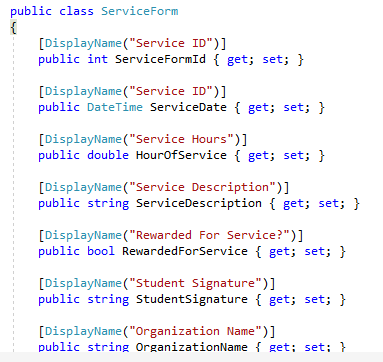 public class ServiceForm
{
[DisplayName("Service ID")]
public int ServiceFormId { get; set; }
[DisplayName("Service ID")]
public DateTime ServiceDate { get; set; }
[DisplayName("Service Hours")]
public double HourOfService { get; set; }
[DisplayName("Service Description")]
public string ServiceDescription { get; set; }
[DisplayName("Rewarded For Service?")]
public bool RewardedForService { get; set; }
[DisplayName("Student Signature")]
public string StudentSignature { get; set; }
[DisplayName("Organization Name")]
public string OrganizationName { get; set; }